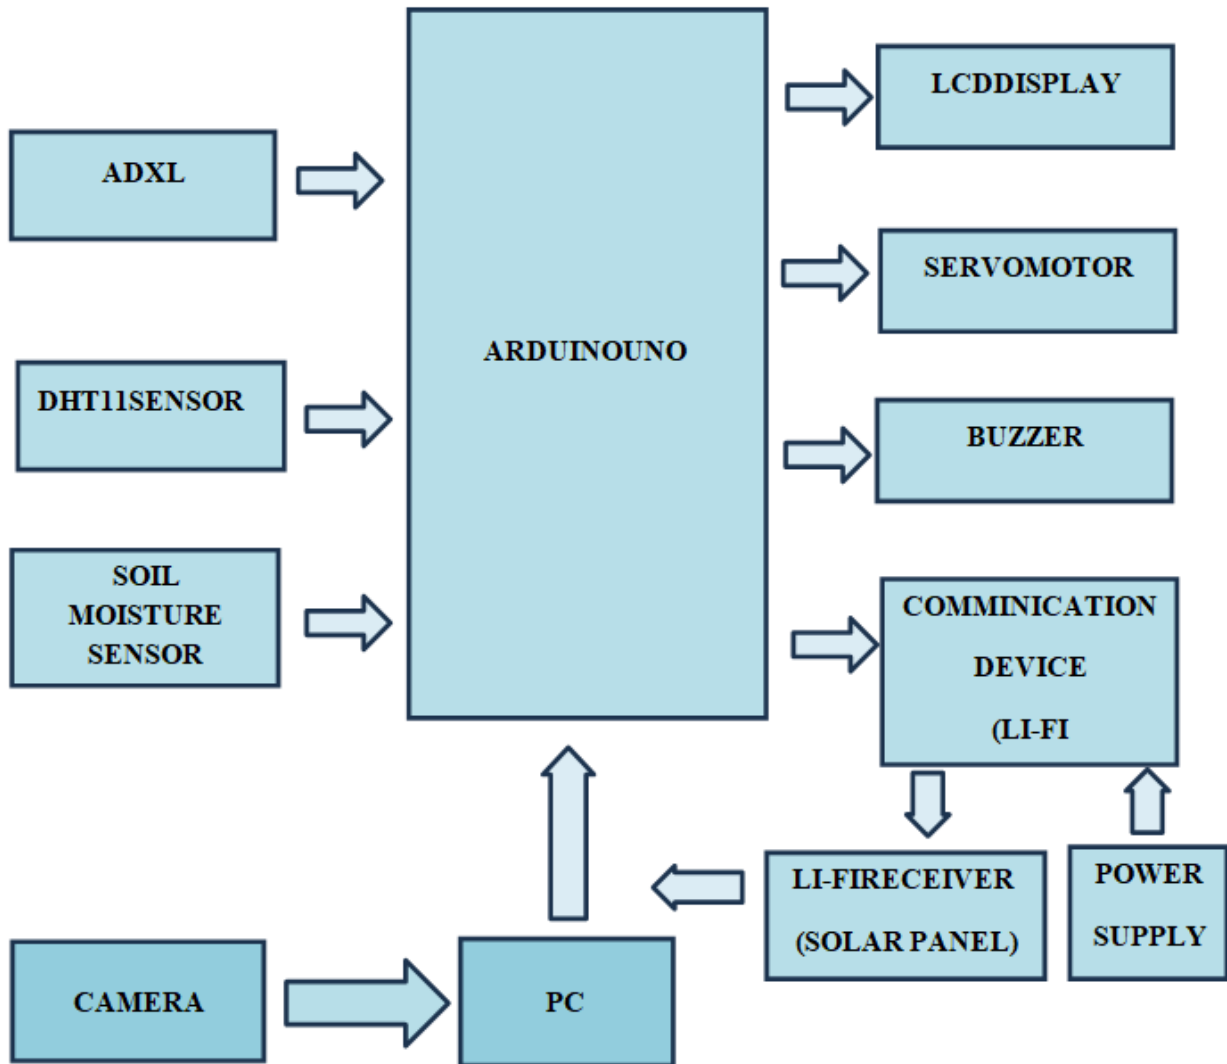 LCDDISPLAY
ADXL
SERVOMOTOR
ARDUINOUNO
DHT11SENSOR
BUZZER
SOIL
MOISTURE
SENSOR
COMMINICATION
DEVICE
(LI-FI
LI-FIRECEIVER
(SOLAR PANEL)
POWER
SUPPLY
CAMERA
PC